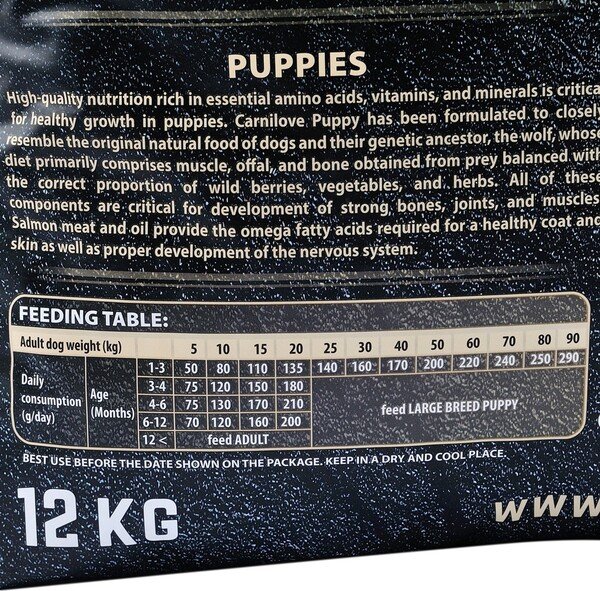 PUPPIES
High-quality nutrition rich in essential amino acids, vitamins, and minerals is critica
for healthy growth in puppies. Carnilove Puppy has been formulated to closely
resemble the original natural food of dogs and their genetic ancestor, the wolf, whose
diet primarily comprises muscle, offal, and bone obtained from prey balanced with
the correct proportion of wild berries, vegetables, and herbs. All of these
components are critical for development of strong bones, joints, and muscles
Salmon meat and oil provide the omega fatty acids required for a healthy coat and
skin as well as proper development of the nervous system.
FEEDING TABLE:
Adult dog weight (kg) 5 10 15 20 25 30 40 50 60 70 80 90
Daily consumption (g/day) Age (Months) 1-3 50 80 110 135 140 160 170 200 220 240 250 290
3-4 75 120 150 180
4-6 75 130 170 210 feed LARGE BREED PUPPY
6-12 70 120 160 200
12 < feed ADULT
BEST USE BEFORE THE DATE SHOWN ON THE PACKAGE. KEEP IN A DRY AND COOL PLACE.
12 KG www